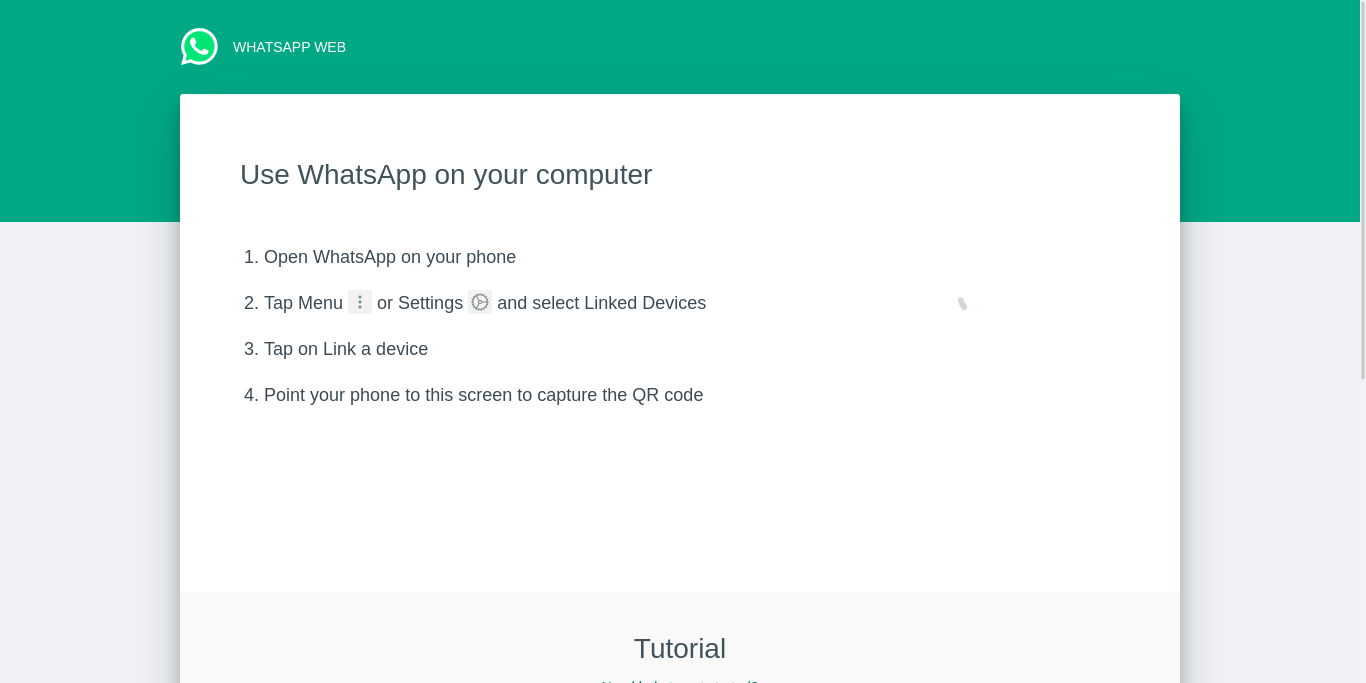 WHATSAPP WEB
Use WhatsApp on your computer
1. Open WhatsApp on your phone
2. Tap Menu or Settings and select Linked Devices
3. Tap on Link a device
4. Point your phone to this screen to capture the QR code
Tutorial